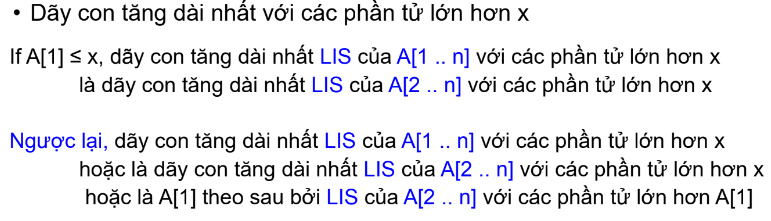 • Dãy con tăng dài nhất với các phần tử lớn hơn x
If A[1] ≤ x, dãy con tăng dài nhất LIS của A[1 .. n] với các phần tử lớn hơn x
là dãy con tăng dài nhất LIS của A[2 .. n] với các phần tử lớn hơn x
Ngược lại, dãy con tăng dài nhất LIS của A[1 .. n] với các phần tử lớn hơn x
hoặc là dãy con tăng dài nhất LIS của A[2 .. n] với các phần tử lớn hơn x
hoặc là A[1] theo sau bởi LIS của A[2 .. n] với các phần tử lớn hơn A[1]